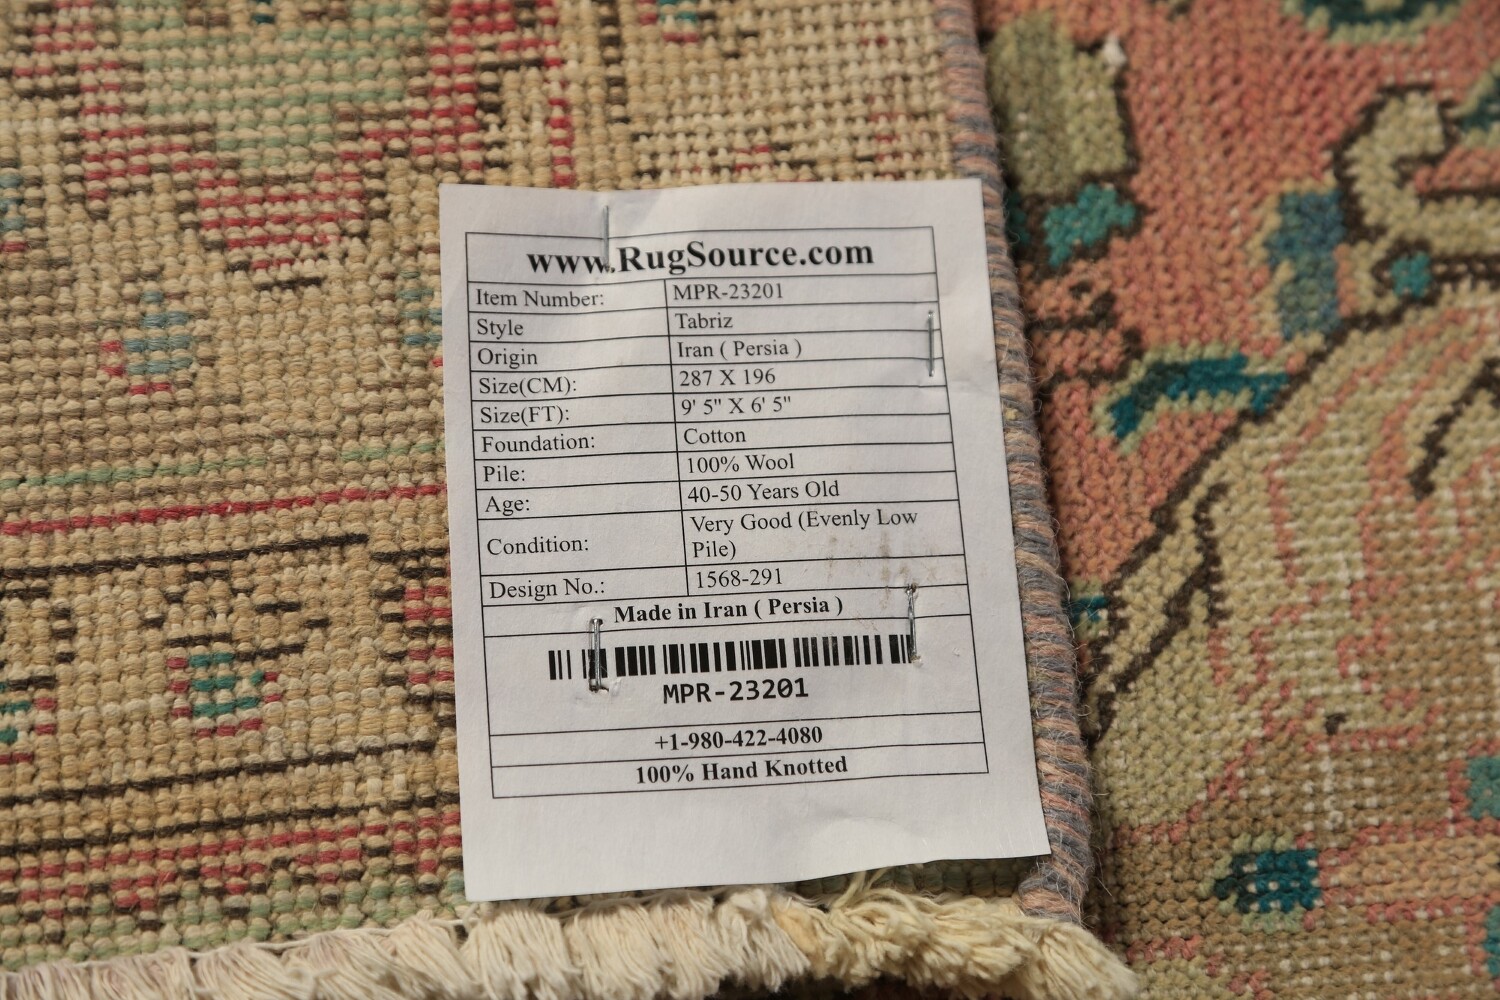 www.RugSource.com
Item Number: MPR-23201
Style Tabriz
Origin Iran ( Persia )
Size(CM): 287 X 196
Size(FT): 9' 5" X 6' 5"
Foundation: Cotton
Pile: 100% Wool
Age: 40-50 Years Old
Condition: Very Good (Evenly Low
Pile)
Design No.: 1568-291
Made in Iran ( Persia )
MPR-23201
+1-980-422-4080
100% Hand Knotted